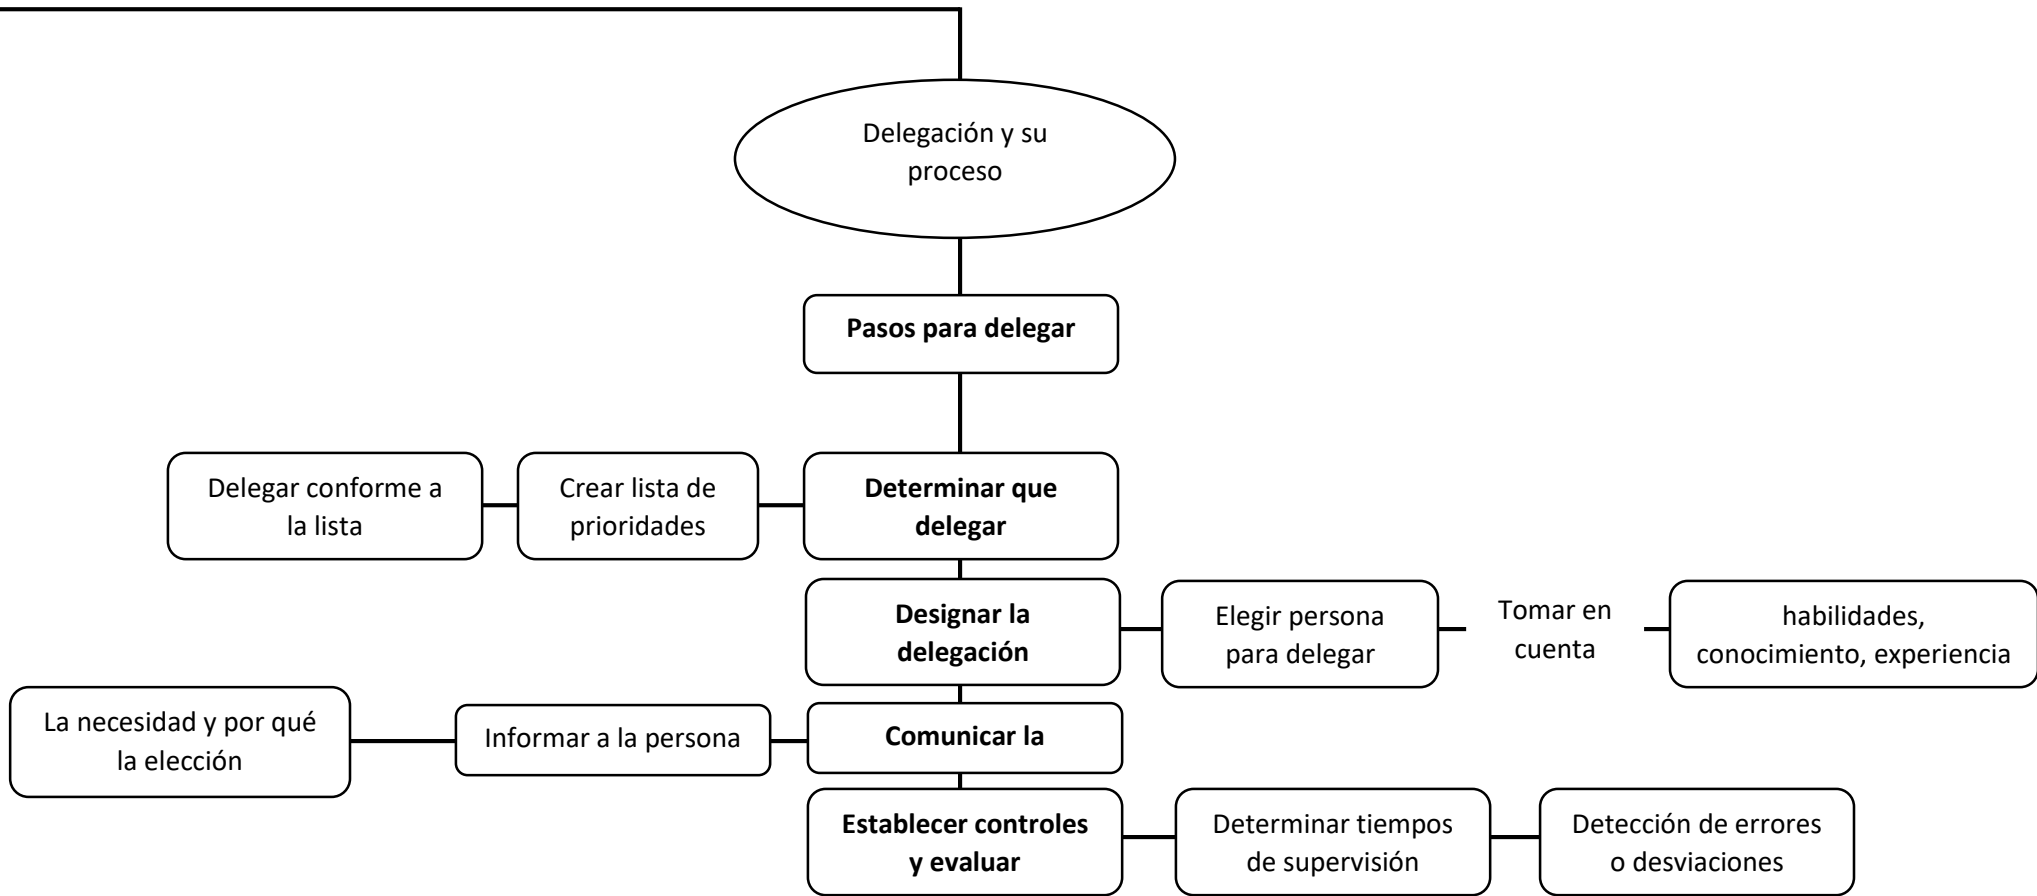 Delegación y su
proceso
Pasos para delegar
Delegar conforme a
la lista
Crear lista de
prioridades
Determinar que
delegar
Designar la
delegación
Elegir persona
para delegar
Tomar en
cuenta
habilidades,
conocimiento, experiencia
La necesidad y por qué
la elección
Informar a la persona
Comunicar la
Establecer controles
y evaluar
Determinar tiempos
de supervisión
Detección de errores
o desviaciones